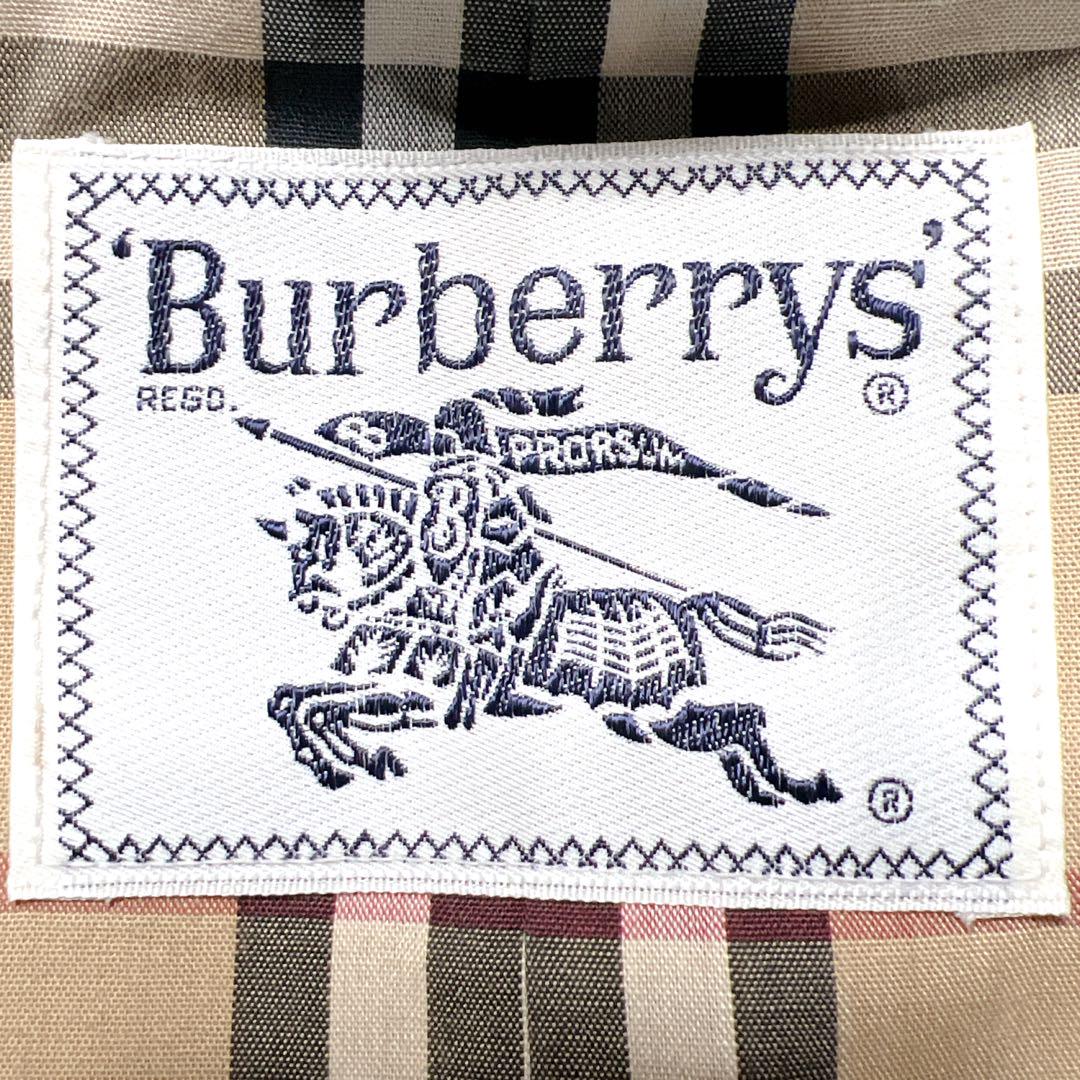 ‘Burberrys’
REGD. ®
PRORSUM
B
®